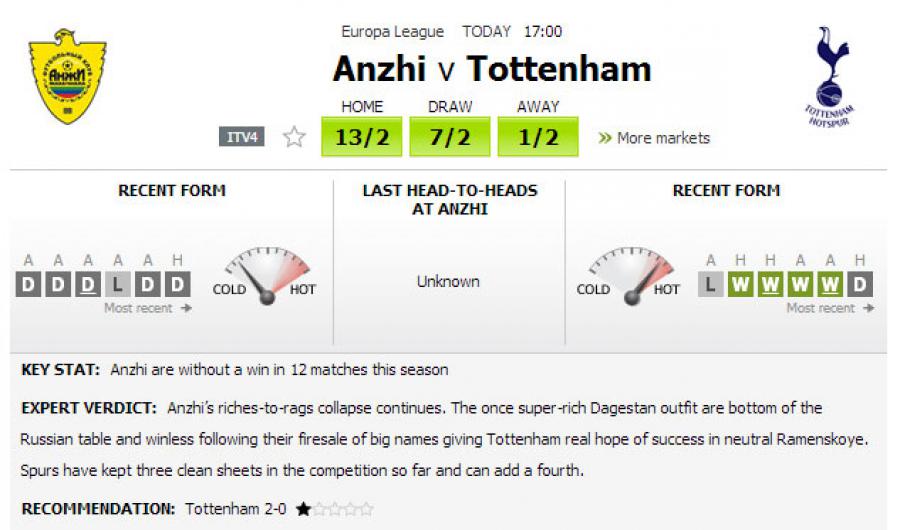 Europa League TODAY 17:00
Anzhi v Tottenham
HOME DRAW AWAY
ITV4 13/2 7/2 1/2 » More markets
ФУТБОЛЬНЫЙ КЛУБ
АНЖИ
TOTTENHAM
HOTSPUR
RECENT FORM
A A A A A H
D D D L D D
Most recent →
COLD HOT
LAST HEAD-TO-HEADS
AT ANZHI
Unknown
RECENT FORM
COLD HOT
A H H A A H
L W W W W D
Most recent →
KEY STAT: Anzhi are without a win in 12 matches this season
EXPERT VERDICT: Anzhi's riches-to-rags collapse continues. The once super-rich Dagestan outfit are bottom of the
Russian table and winless following their firesale of big names giving Tottenham real hope of success in neutral Ramenskoye.
Spurs have kept three clean sheets in the competition so far and can add a fourth.
RECOMMENDATION: Tottenham 2-0